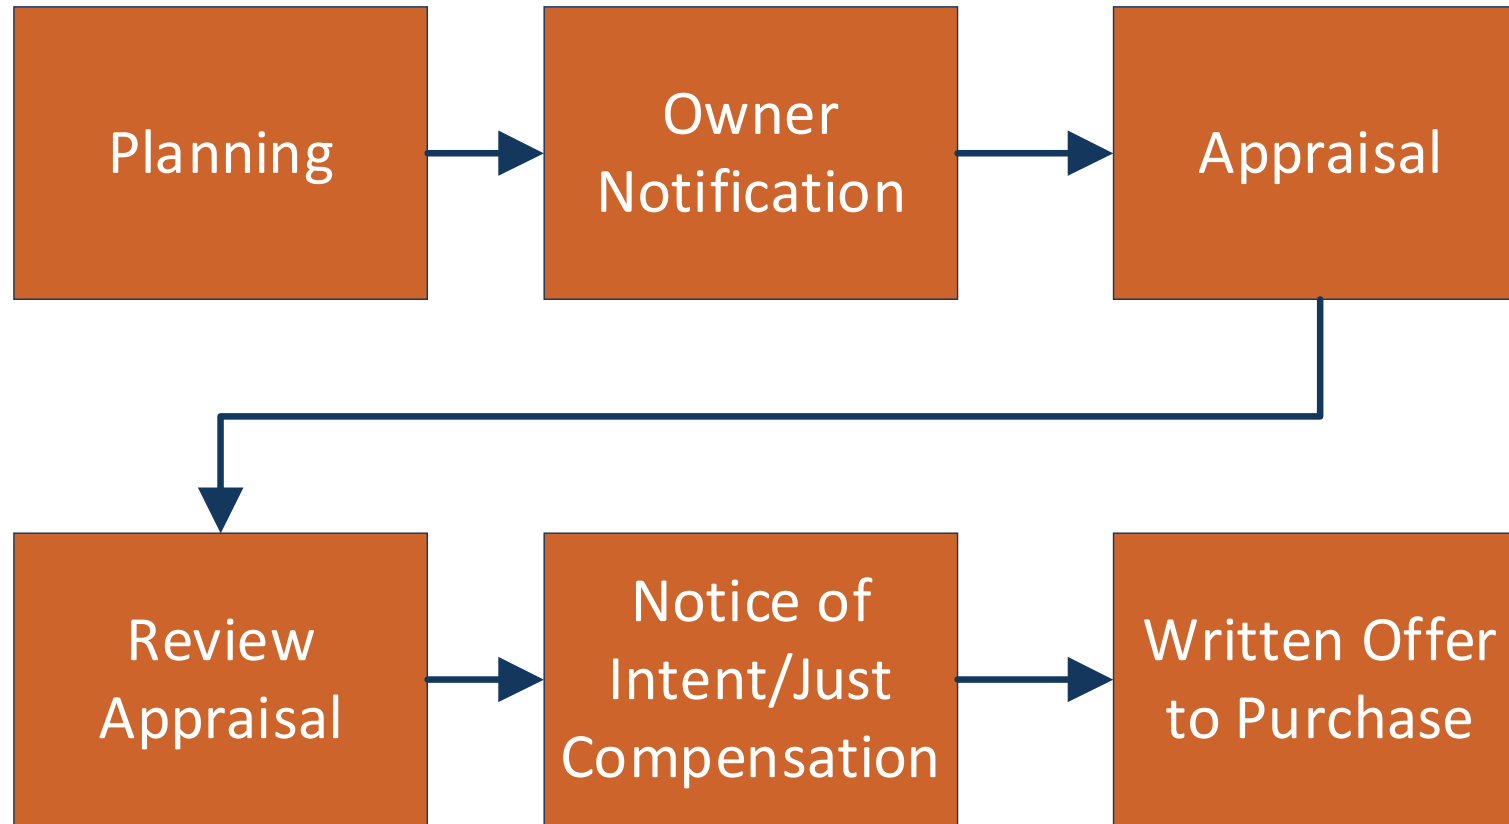 Planning
Owner
Notification
Appraisal
Review
Appraisal
Notice of
Intent/Just
Compensation
Written Offer
to Purchase